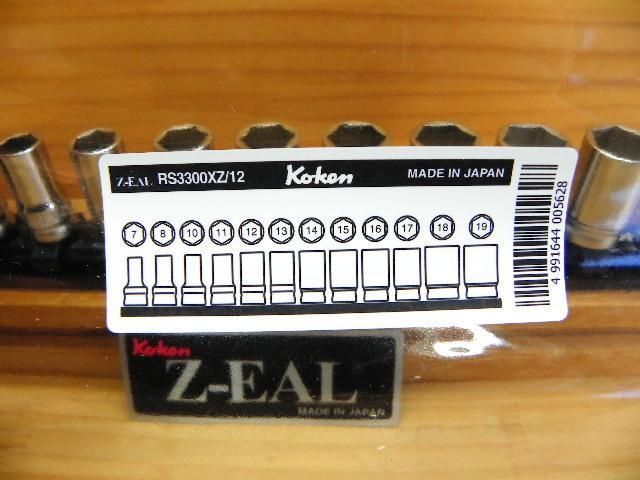 Z-EAL RS3300XZ/12 Koken MADE IN JAPAN
7 8 10 11 12 13 14 15 16 17 18 19
4 991644 005628
Koken
Z-EAL
MADE IN JAPAN